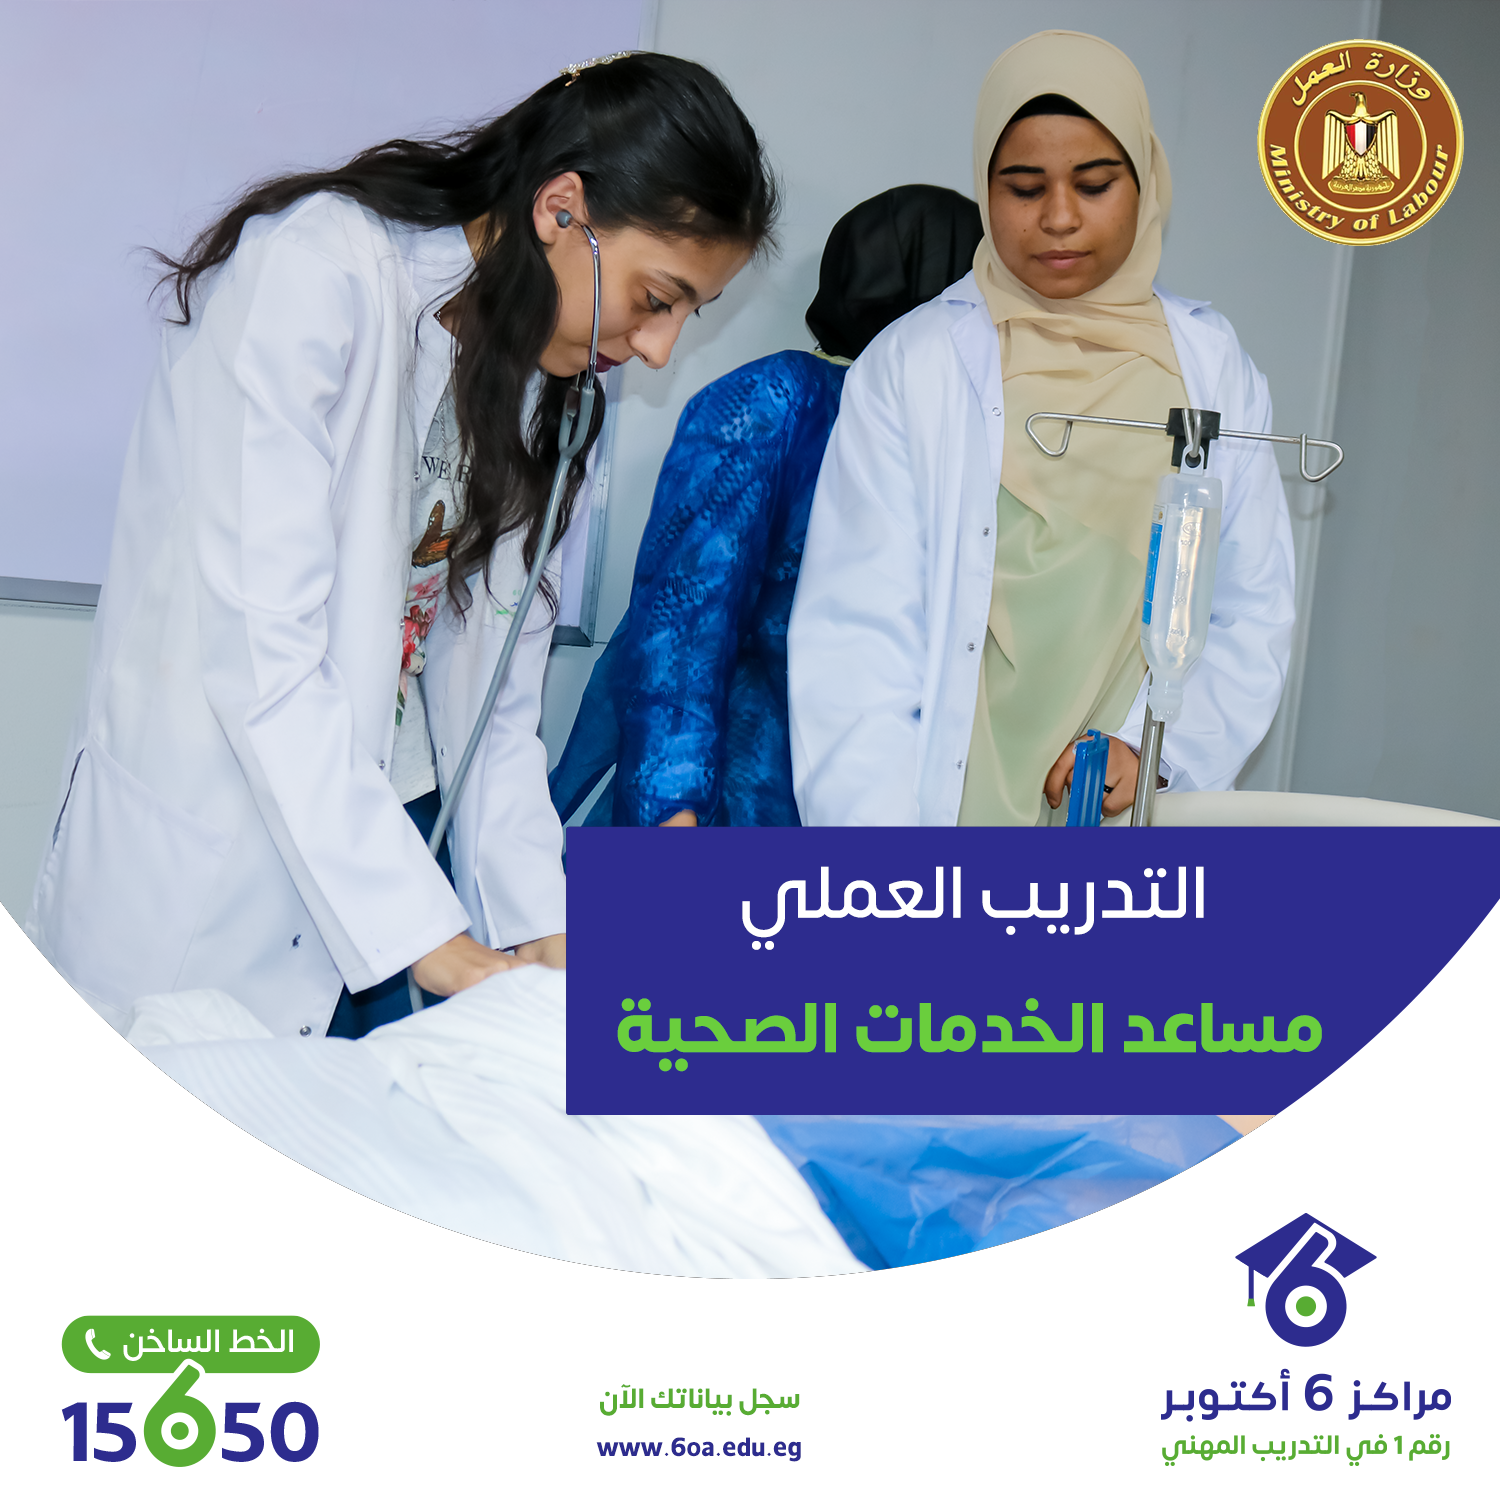 وزارة العمل
Ministry of Labour
التدريب العملي
مساعد الخدمات الصحية
الخط الساخن
15650
سجل بياناتك الآن
www.6oa.edu.eg
6
مراكز 6 أكتوبر
رقم 1 في التدريب المهني